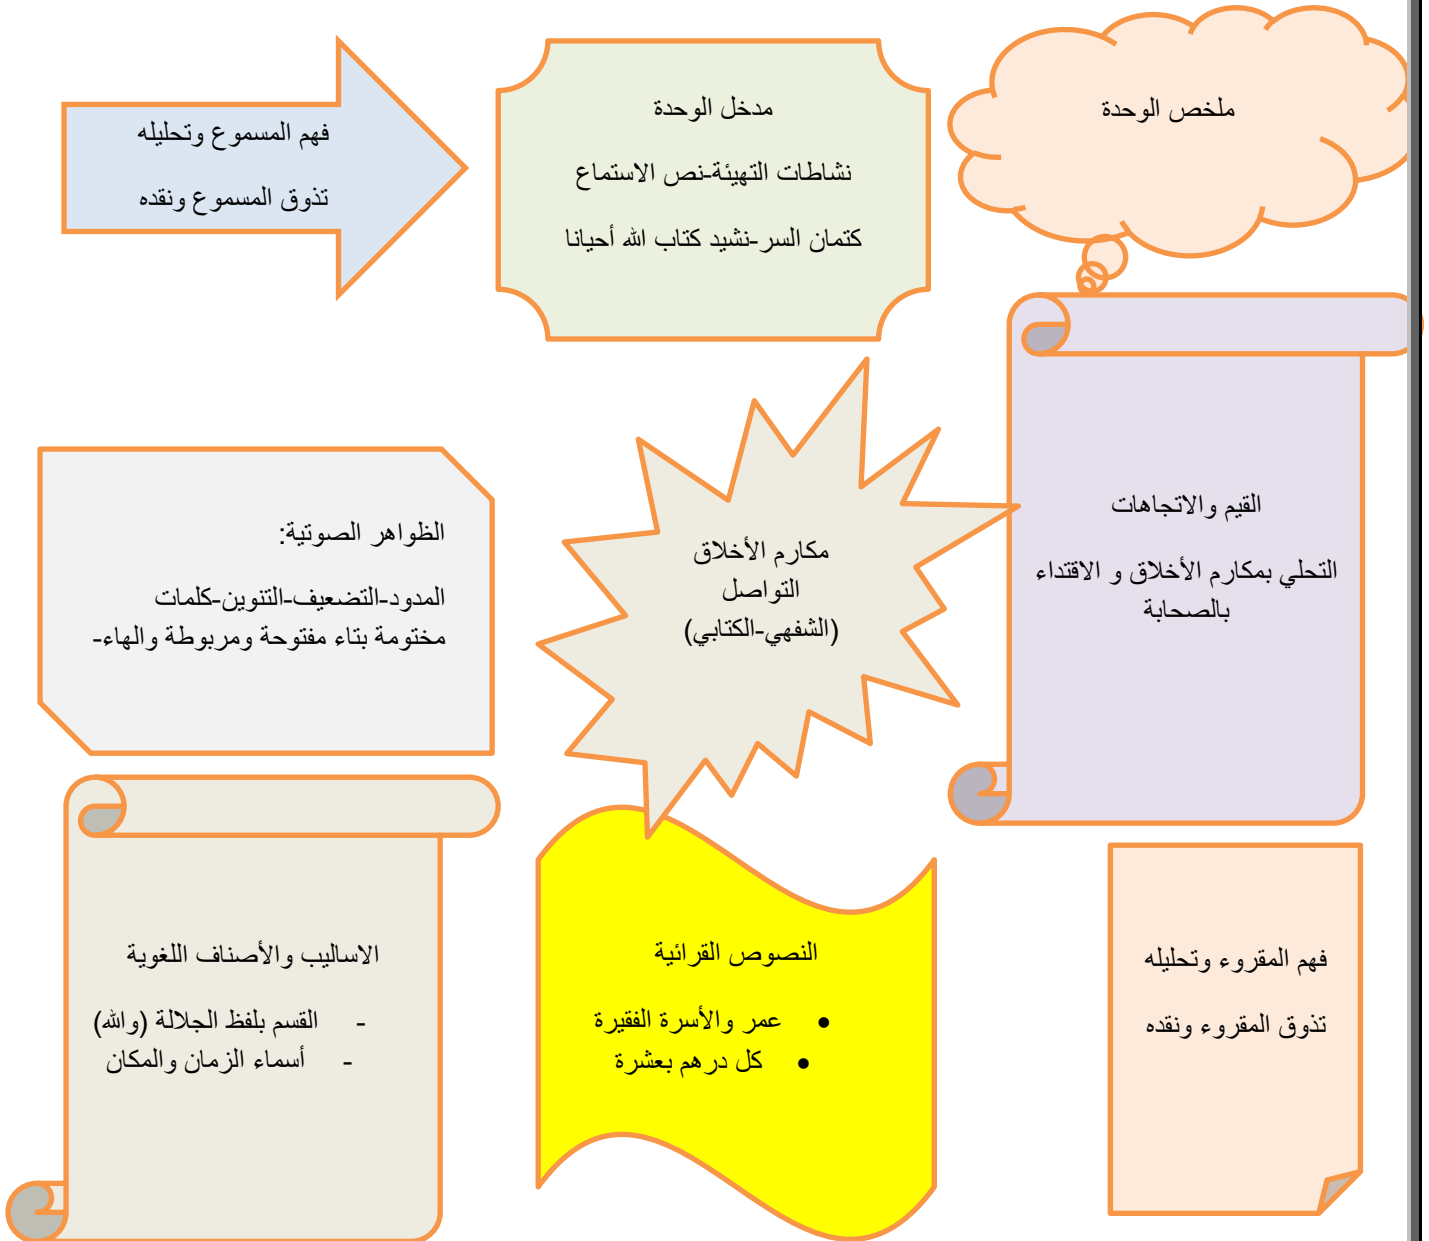 ملخص الوحدة
مدخل الوحدة
نشاطات التهيئة-نص الاستماع
كتمان السر-نشيد كتاب الله أحيانا
فهم المسموع وتحليله
تذوق المسموع ونقده
القيم والاتجاهات
التحلي بمكارم الأخلاق و الاقتداء
بالصحابة
مكارم الأخلاق
التواصل
(الشفهي-الكتابي)
الظواهر الصوتية:
المدود-التضعيف-التنوين-كلمات
مختومة بتاء مفتوحة ومربوطة والهاء-
فهم المقروء وتحليله
تذوق المقروء ونقده
النصوص القرائية
• عمر والأسرة الفقيرة
• كل درهم بعشرة
الاساليب والأصناف اللغوية
- القسم بلفظ الجلالة (والله)
- أسماء الزمان والمكان